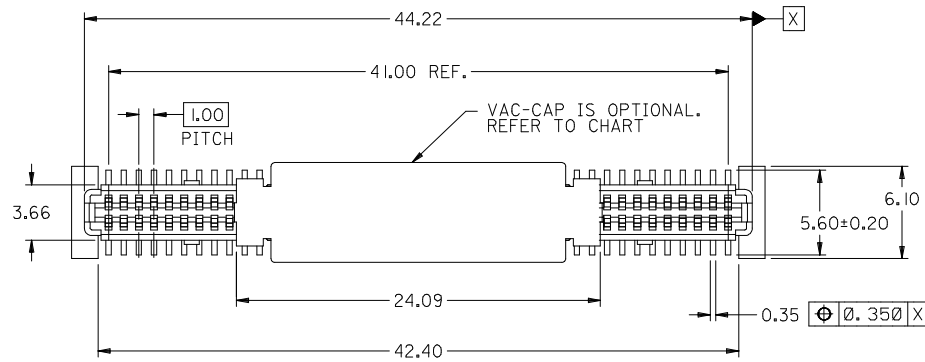 44.22
X
41.00 REF.
1.00
PITCH
VAC-CAP IS OPTIONAL.
REFER TO CHART
3.66
5.60±0.20
6.10
24.09
0.35 ⌖ Ø.350 X
42.40